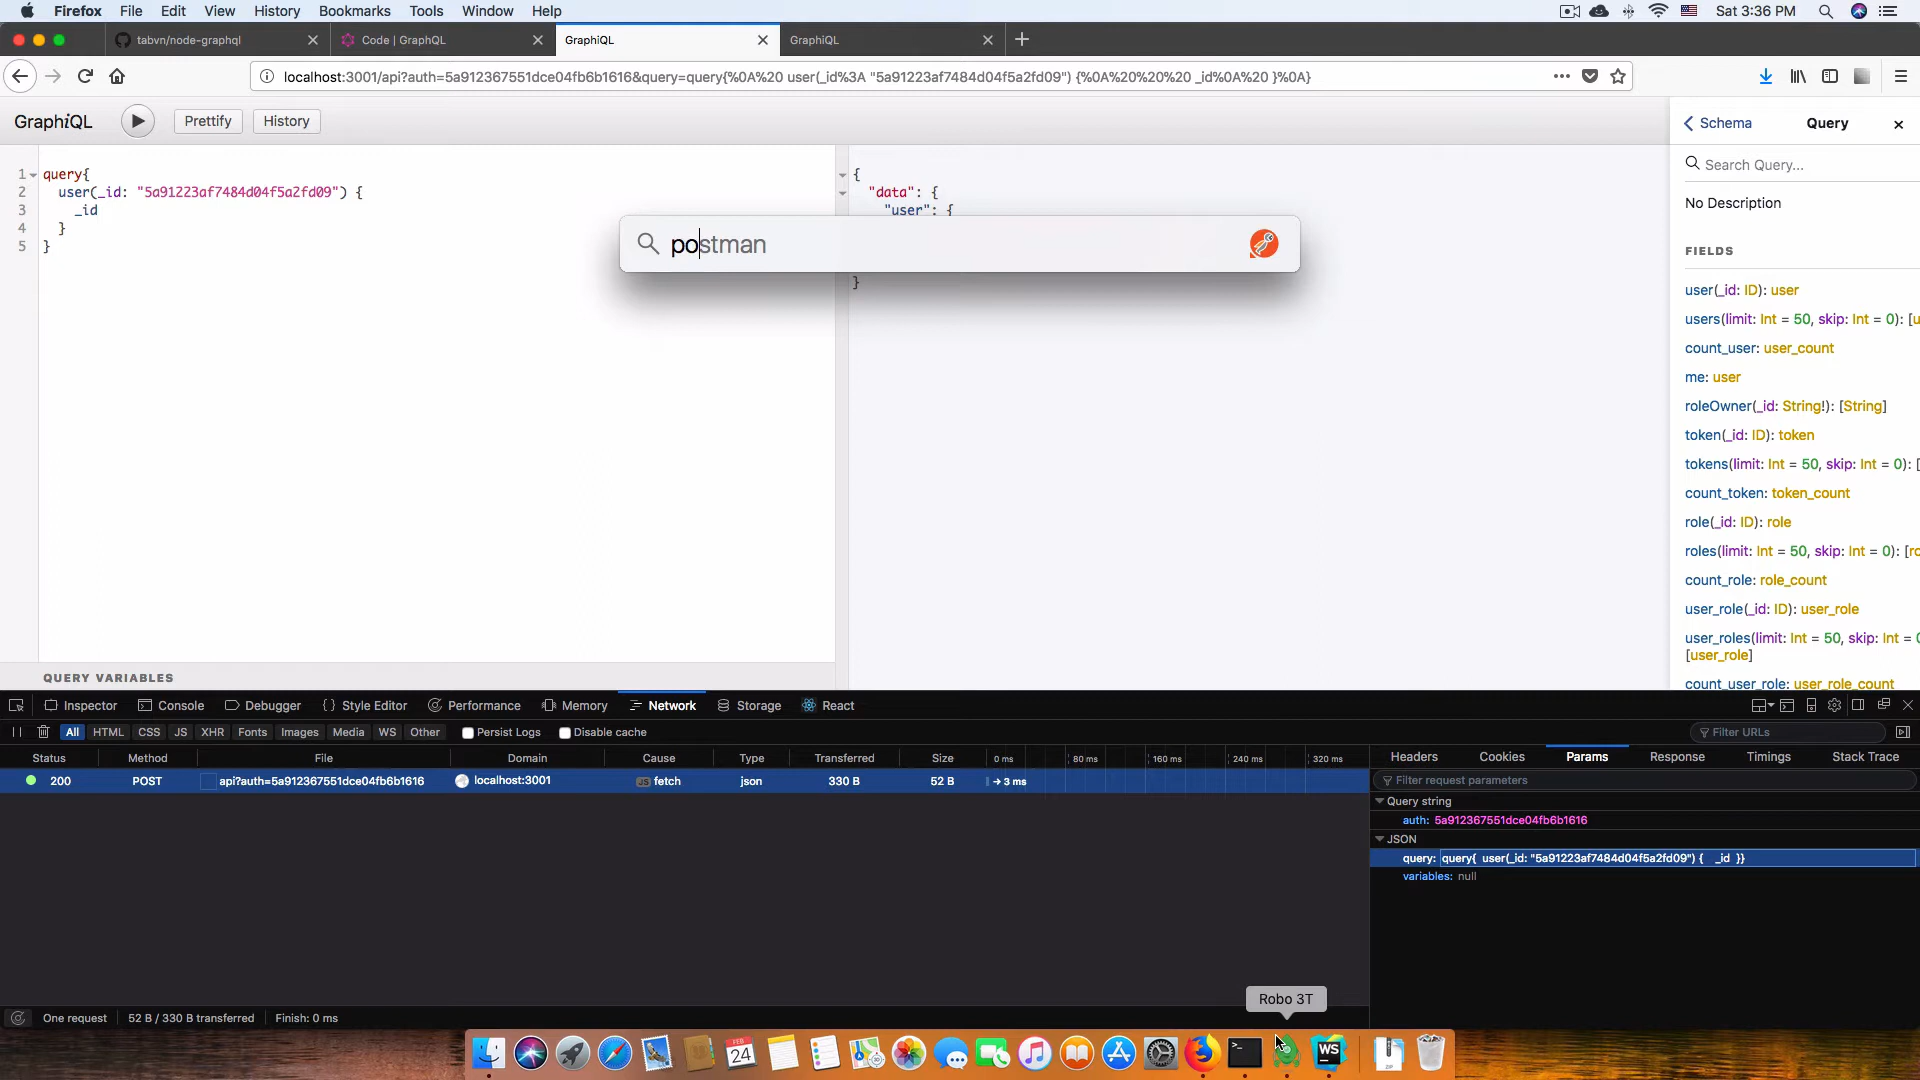 Firefox File Edit View History Bookmarks Tools Window Help Sat 3:36 PM
tabvn/node-graphql Code | GraphQL GraphiQL GraphiQL
localhost:3001/api?auth=5a912367551dce04fb6b1616&query=query{%0A%20 user(_id%3A "5a91223af7484d04f5a2fd09") {%0A%20%20%20 _id%0A%20 }%0A}
GraphiQL Prettify History
Schema Query
Search Query...
No Description
FIELDS
user(_id: ID): user
users(limit: Int = 50, skip: Int = 0): [u
count_user: user_count
me: user
roleOwner(_id: String!): [String]
token(_id: ID): token
tokens(limit: Int = 50, skip: Int = 0): [
count_token: token_count
role(_id: ID): role
roles(limit: Int = 50, skip: Int = 0): [ro
count_role: role_count
user_role(_id: ID): user_role
user_roles(limit: Int = 50, skip: Int = 0
[user_role]
count_user_role: user_role_count
1 query{
2 user(_id: "5a91223af7484d04f5a2fd09") {
3 _id
4 }
5 }
{
"data": {
"user": {
}
postman
QUERY VARIABLES
Inspector Console Debugger Style Editor Performance Memory Network Storage React
All HTML CSS JS XHR Fonts Images Media WS Other Persist Logs Disable cache Filter URLs
Status Method File Domain Cause Type Transferred Size 0 ms 80 ms 160 ms 240 ms 320 ms
200 POST api?auth=5a912367551dce04fb6b1616 localhost:3001 JS fetch json 330 B 52 B → 3 ms
Headers Cookies Params Response Timings Stack Trace
Filter request parameters
Query string
auth: 5a912367551dce04fb6b1616
JSON
query: query{ user(_id: "5a91223af7484d04f5a2fd09") { _id }}
variables: null
Robo 3T
One request 52 B / 330 B transferred Finish: 0 ms
FEB
24
>_
WS
ZIP